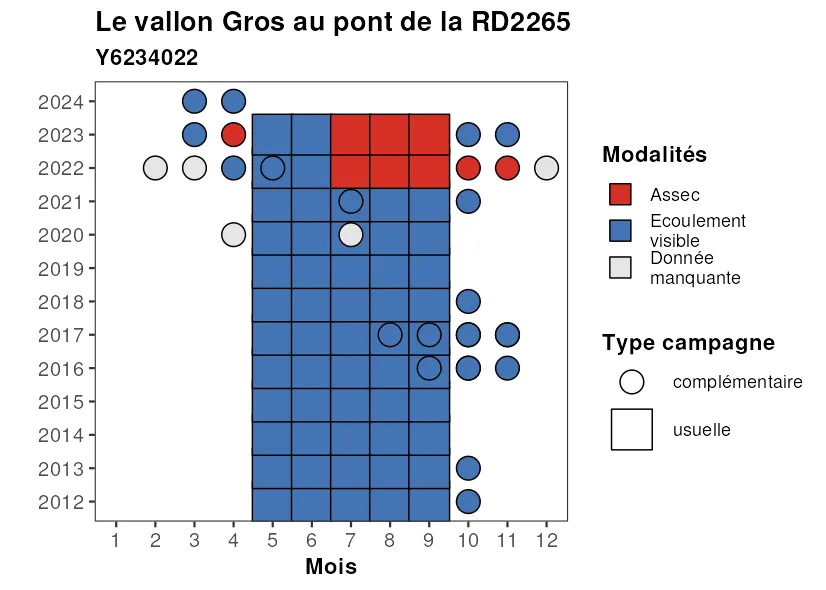 Le vallon Gros au pont de la RD2265
Y6234022
2024
2023
2022
2021
2020
2019
2018
2017
2016
2015
2014
2013
2012
1 2 3 4 5 6 7 8 9 10 11 12
Mois
Modalités
Assec
Ecoulement
visible
Donnée
manquante
Type campagne
complémentaire
usuelle